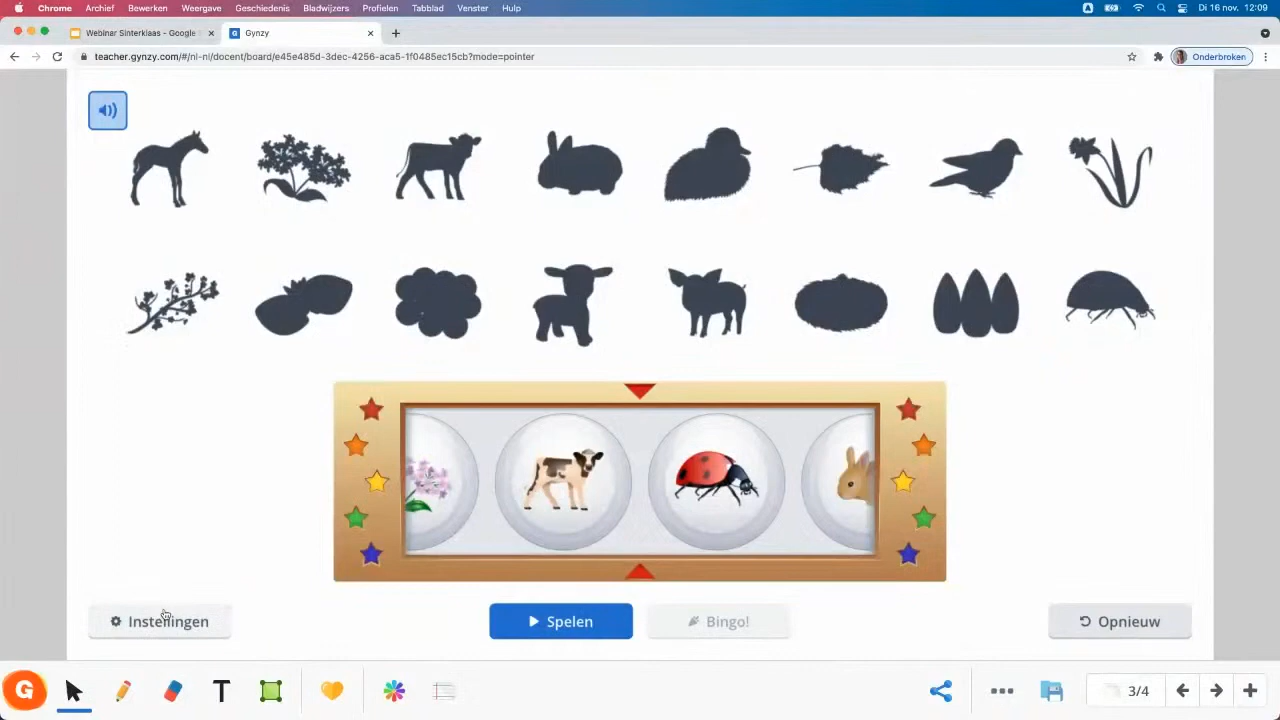 Chrome Archief Bewerken Weergave Geschiedenis Bladwijzers Profielen Tabblad Venster Help
Di 16 nov. 12:09
Webinar Sinterklaas - Google
Gynzy
teacher.gynzy.com/#/nl-nl/docent/board/e45e485d-3dec-4256-aca5-1f0485ec15cb?mode=pointer
Onderbroken
Instellingen
Spelen
Bingo!
Opnieuw
G
T
3/4